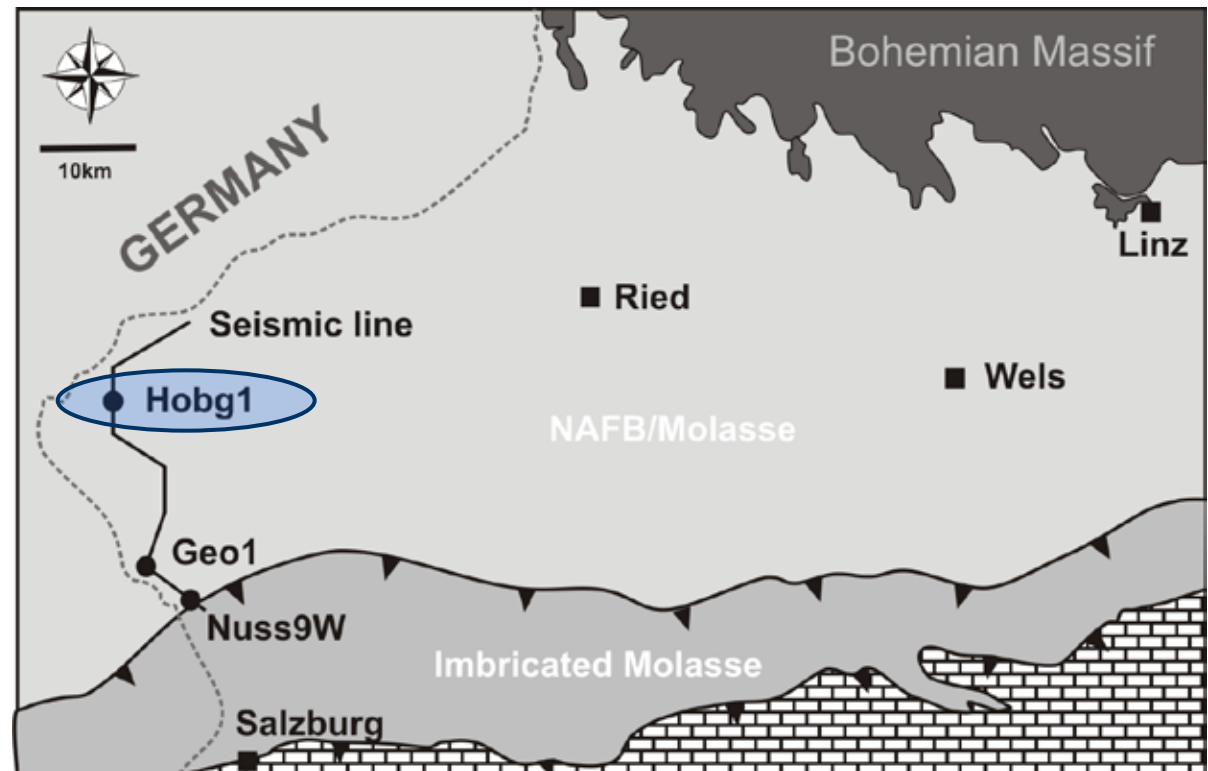 Bohemian Massif
10km
GERMANY
Linz
Ried
Seismic line
Wels
Hobg1
NAFB/Molasse
Geo1
Nuss9W
Imbricated Molasse
Salzburg